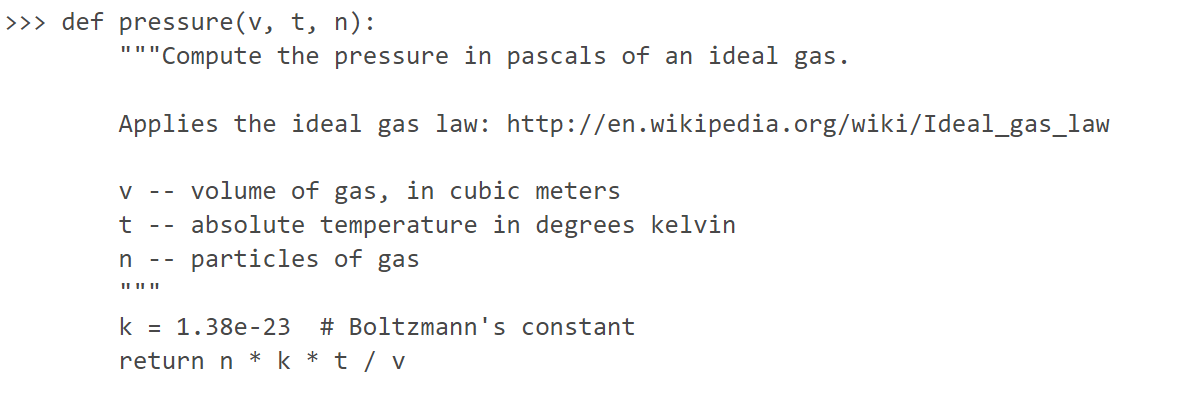 >>> def pressure(v, t, n):
        """Compute the pressure in pascals of an ideal gas.

        Applies the ideal gas law: http://en.wikipedia.org/wiki/Ideal_gas_law

        v -- volume of gas, in cubic meters
        t -- absolute temperature in degrees kelvin
        n -- particles of gas
        """
        k = 1.38e-23  # Boltzmann's constant
        return n * k * t / v